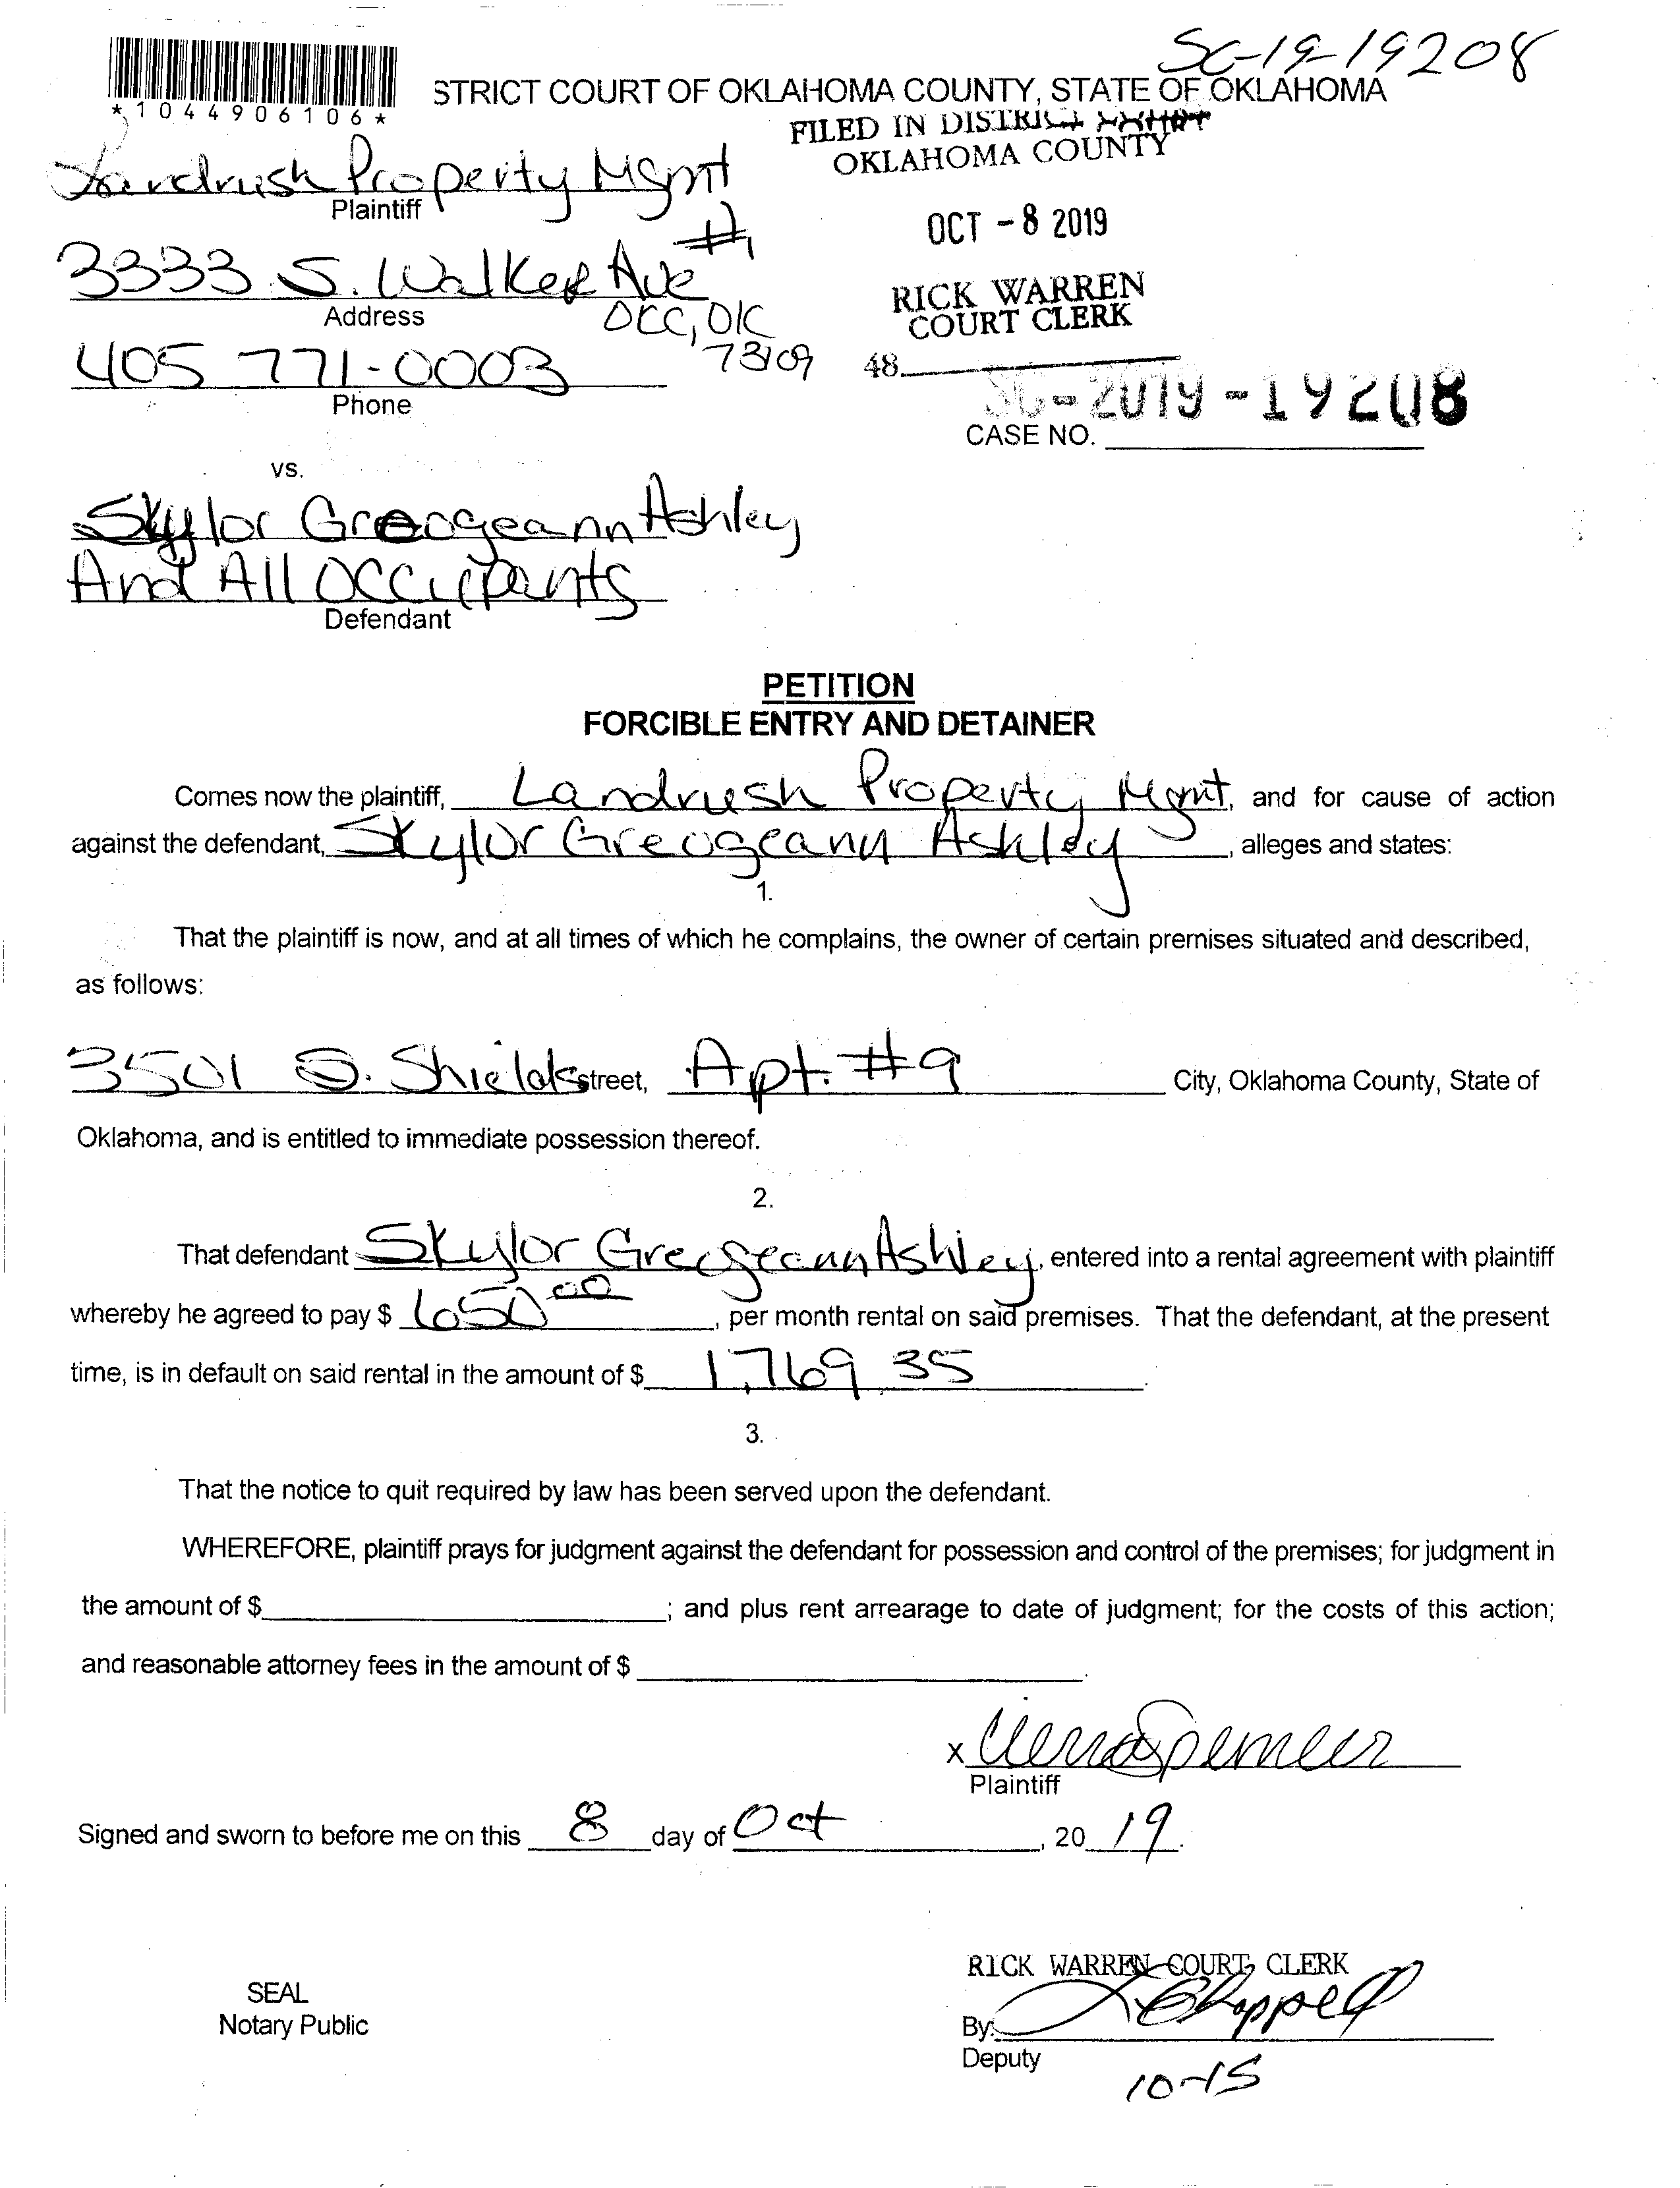 SC-19-19208
*1044906106*
STRICT COURT OF OKLAHOMA COUNTY, STATE OF OKLAHOMA
FILED IN DISTRICT COURT
OKLAHOMA COUNTY
Landrush Property Mgmt
Plaintiff
OCT -8 2019
3333 S. Walker Ave #1
Address
OCC, OK
73109
RICK WARREN
COURT CLERK
405 771-0003
Phone
48
SC-2019-19208
CASE NO.
vs.
Skylor Greogeann Ashley
And All OCCupants
Defendant
PETITION
FORCIBLE ENTRY AND DETAINER
Comes now the plaintiff, Landrush Property Mgmt, and for cause of action
against the defendant, Skylor Greogeann Ashley, alleges and states:
1.
That the plaintiff is now, and at all times of which he complains, the owner of certain premises situated and described,
as follows:
3501 S. Shields street, Apt. #9 City, Oklahoma County, State of
Oklahoma, and is entitled to immediate possession thereof.
2.
That defendant Skylor Greogeann Ashley, entered into a rental agreement with plaintiff
whereby he agreed to pay $ 650 00, per month rental on said premises. That the defendant, at the present
time, is in default on said rental in the amount of $ 1,769.35.
3.
That the notice to quit required by law has been served upon the defendant.
WHEREFORE, plaintiff prays for judgment against the defendant for possession and control of the premises; for judgment in
the amount of $ ; and plus rent arrearage to date of judgment; for the costs of this action;
and reasonable attorney fees in the amount of $ .
x
Plaintiff
Signed and sworn to before me on this 8 day of Oct, 20 19.
RICK WARREN COURT CLERK
SEAL
Notary Public
By: Chappell
Deputy
10-15